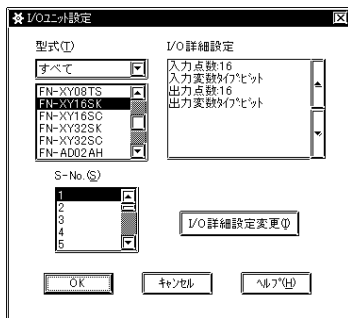 I/Oユニット設定
型式(T)
I/O詳細設定
すべて
FN-XY08TS
FN-XY16SK
FN-XY16SC
FN-XY32SK
FN-XY32SC
FN-AD02AH
入力点数:16
入力変数タイプ:ビット
出力点数:16
出力変数タイプ:ビット
S-No.(S)
1
2
3
4
5
I/O詳細設定変更(I)
OK
キャンセル
ヘルプ(H)